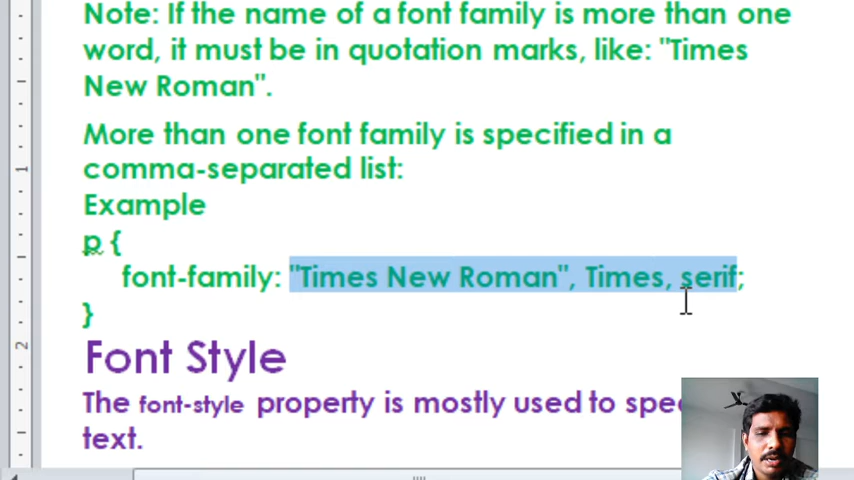 Note: If the name of a font family is more than one
word, it must be in quotation marks, like: "Times
New Roman".
More than one font family is specified in a
comma-separated list:
Example
p {
font-family: "Times New Roman", Times, serif;
}
Font Style
The font-style property is mostly used to
text.
1
2